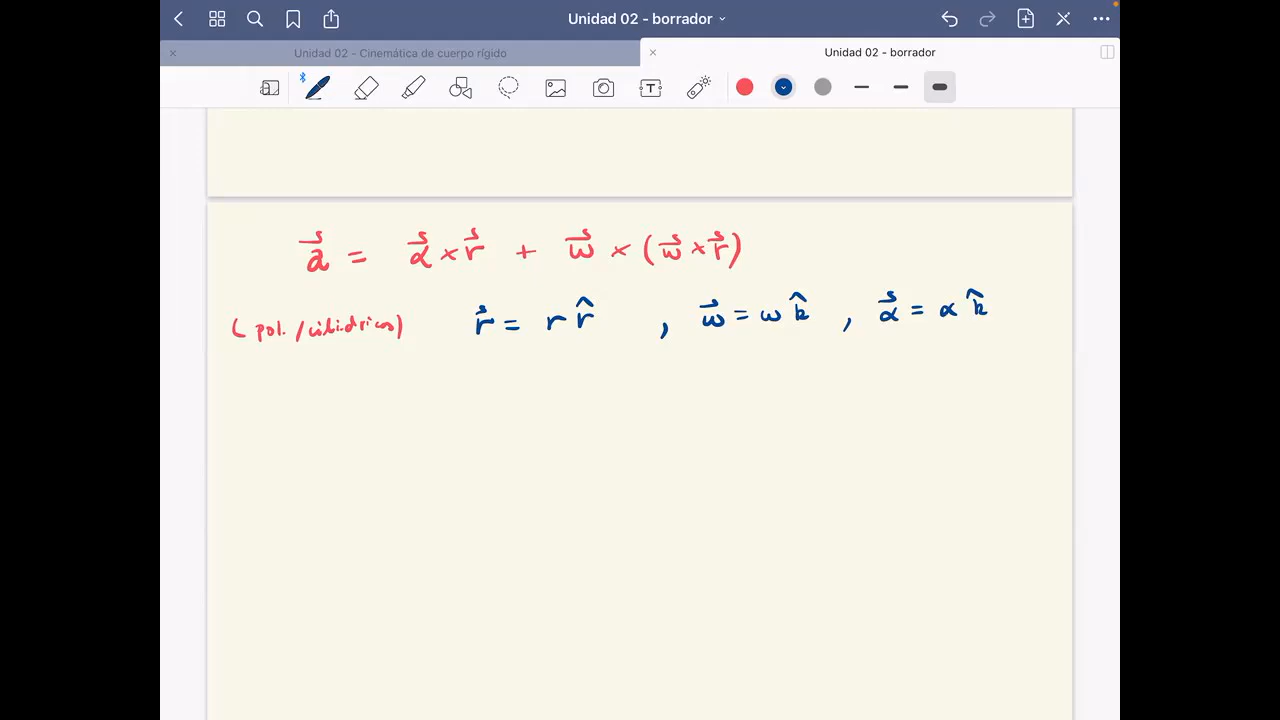 Unidad 02 - borrador
Unidad 02 - Cinemática de cuerpo rígido
Unidad 02 - borrador
T
a⃗ = α⃗ × r⃗ + ω⃗ × (ω⃗ × r⃗)
(pol./cilíndricas) r⃗ = r r̂ , ω⃗ = ω k̂ , α⃗ = α k̂